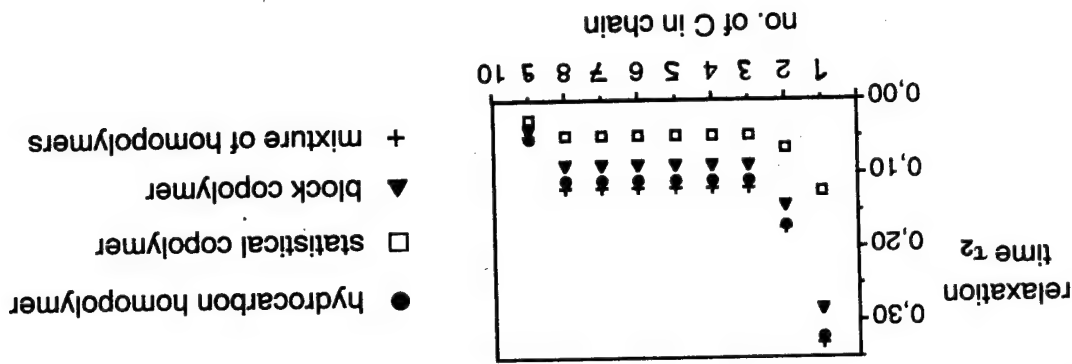 relaxation
time τ2
0,30
0,20
0,10
0,00
1 2 3 4 5 6 7 8 9 10
no. of C in chain
hydrocarbon homopolymer
statistical copolymer
block copolymer
mixture of homopolymers